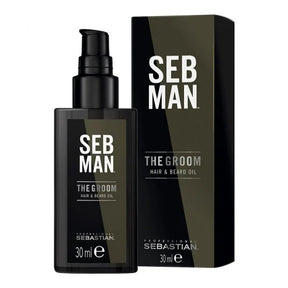 SEB
MAN
THE GROOM
HAIR & BEARD OIL
PROFESSIONAL
SEBASTIAN
30 ml e
SEB
MAN
THE GROOM
HAIR & BEARD OIL
PROFESSIONAL
SEBASTIAN
30 ml e